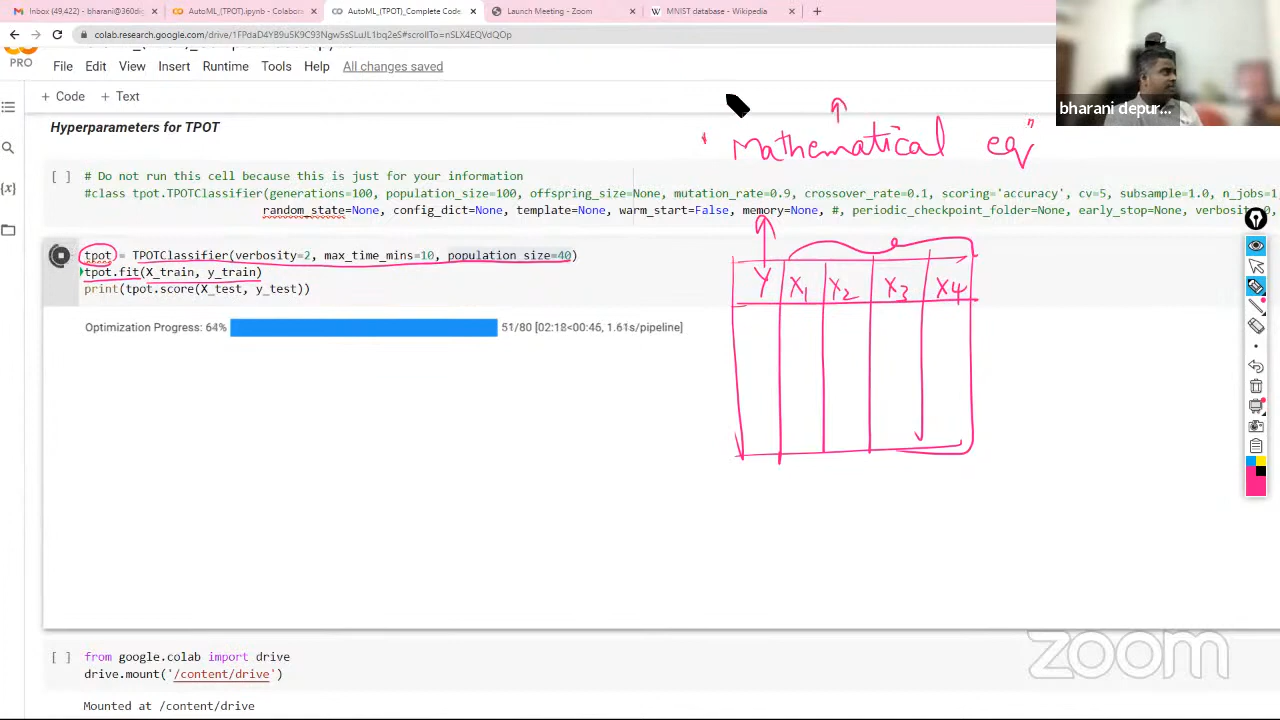 Inbox (49,422) - bharani@360dig
AutoML_(TPOT).ipynb - Colabora
AutoML_(TPOT)_Complete Code.
Launch Meeting - Zoom
MNIST database - Wikipedia
PRO
File Edit View Insert Runtime Tools Help All changes saved
+ Code + Text
bharani depur...
Hyperparameters for TPOT
" Mathematical eq"
[ ] # Do not run this cell because this is just for your information
#class tpot.TPOTClassifier(generations=100, population_size=100, offspring_size=None, mutation_rate=0.9, crossover_rate=0.1, scoring='accuracy', cv=5, subsample=1.0, n_jobs=1
random_state=None, config_dict=None, template=None, warm_start=False, memory=None, #, periodic_checkpoint_folder=None, early_stop=None, verbos
tpot = TPOTClassifier(verbosity=2, max_time_mins=10, population_size=40)
tpot.fit(X_train, y_train)
print(tpot.score(X_test, y_test))
Y X1 X2 X3 X4
Optimization Progress: 64% 51/80 [02:18<00:46, 1.61s/pipeline]
zoom
[ ] from google.colab import drive
drive.mount('/content/drive')
Mounted at /content/drive